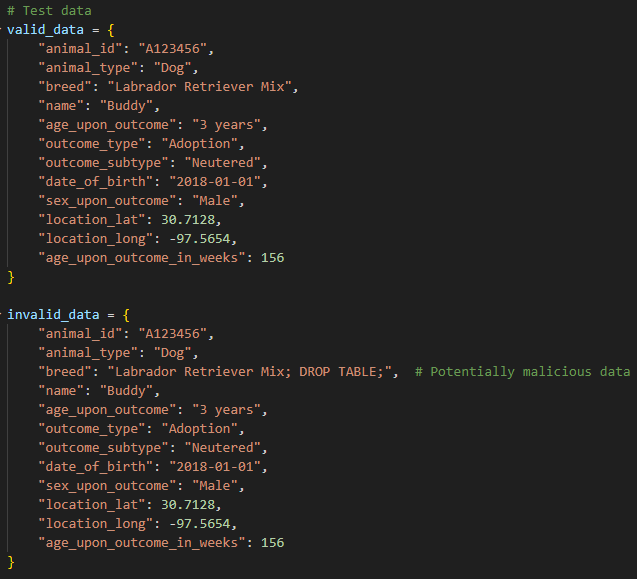 # Test data
valid_data = {
    "animal_id": "A123456",
    "animal_type": "Dog",
    "breed": "Labrador Retriever Mix",
    "name": "Buddy",
    "age_upon_outcome": "3 years",
    "outcome_type": "Adoption",
    "outcome_subtype": "Neutered",
    "date_of_birth": "2018-01-01",
    "sex_upon_outcome": "Male",
    "location_lat": 30.7128,
    "location_long": -97.5654,
    "age_upon_outcome_in_weeks": 156
}

invalid_data = {
    "animal_id": "A123456",
    "animal_type": "Dog",
    "breed": "Labrador Retriever Mix; DROP TABLE;",  # Potentially malicious data
    "name": "Buddy",
    "age_upon_outcome": "3 years",
    "outcome_type": "Adoption",
    "outcome_subtype": "Neutered",
    "date_of_birth": "2018-01-01",
    "sex_upon_outcome": "Male",
    "location_lat": 30.7128,
    "location_long": -97.5654,
    "age_upon_outcome_in_weeks": 156
}